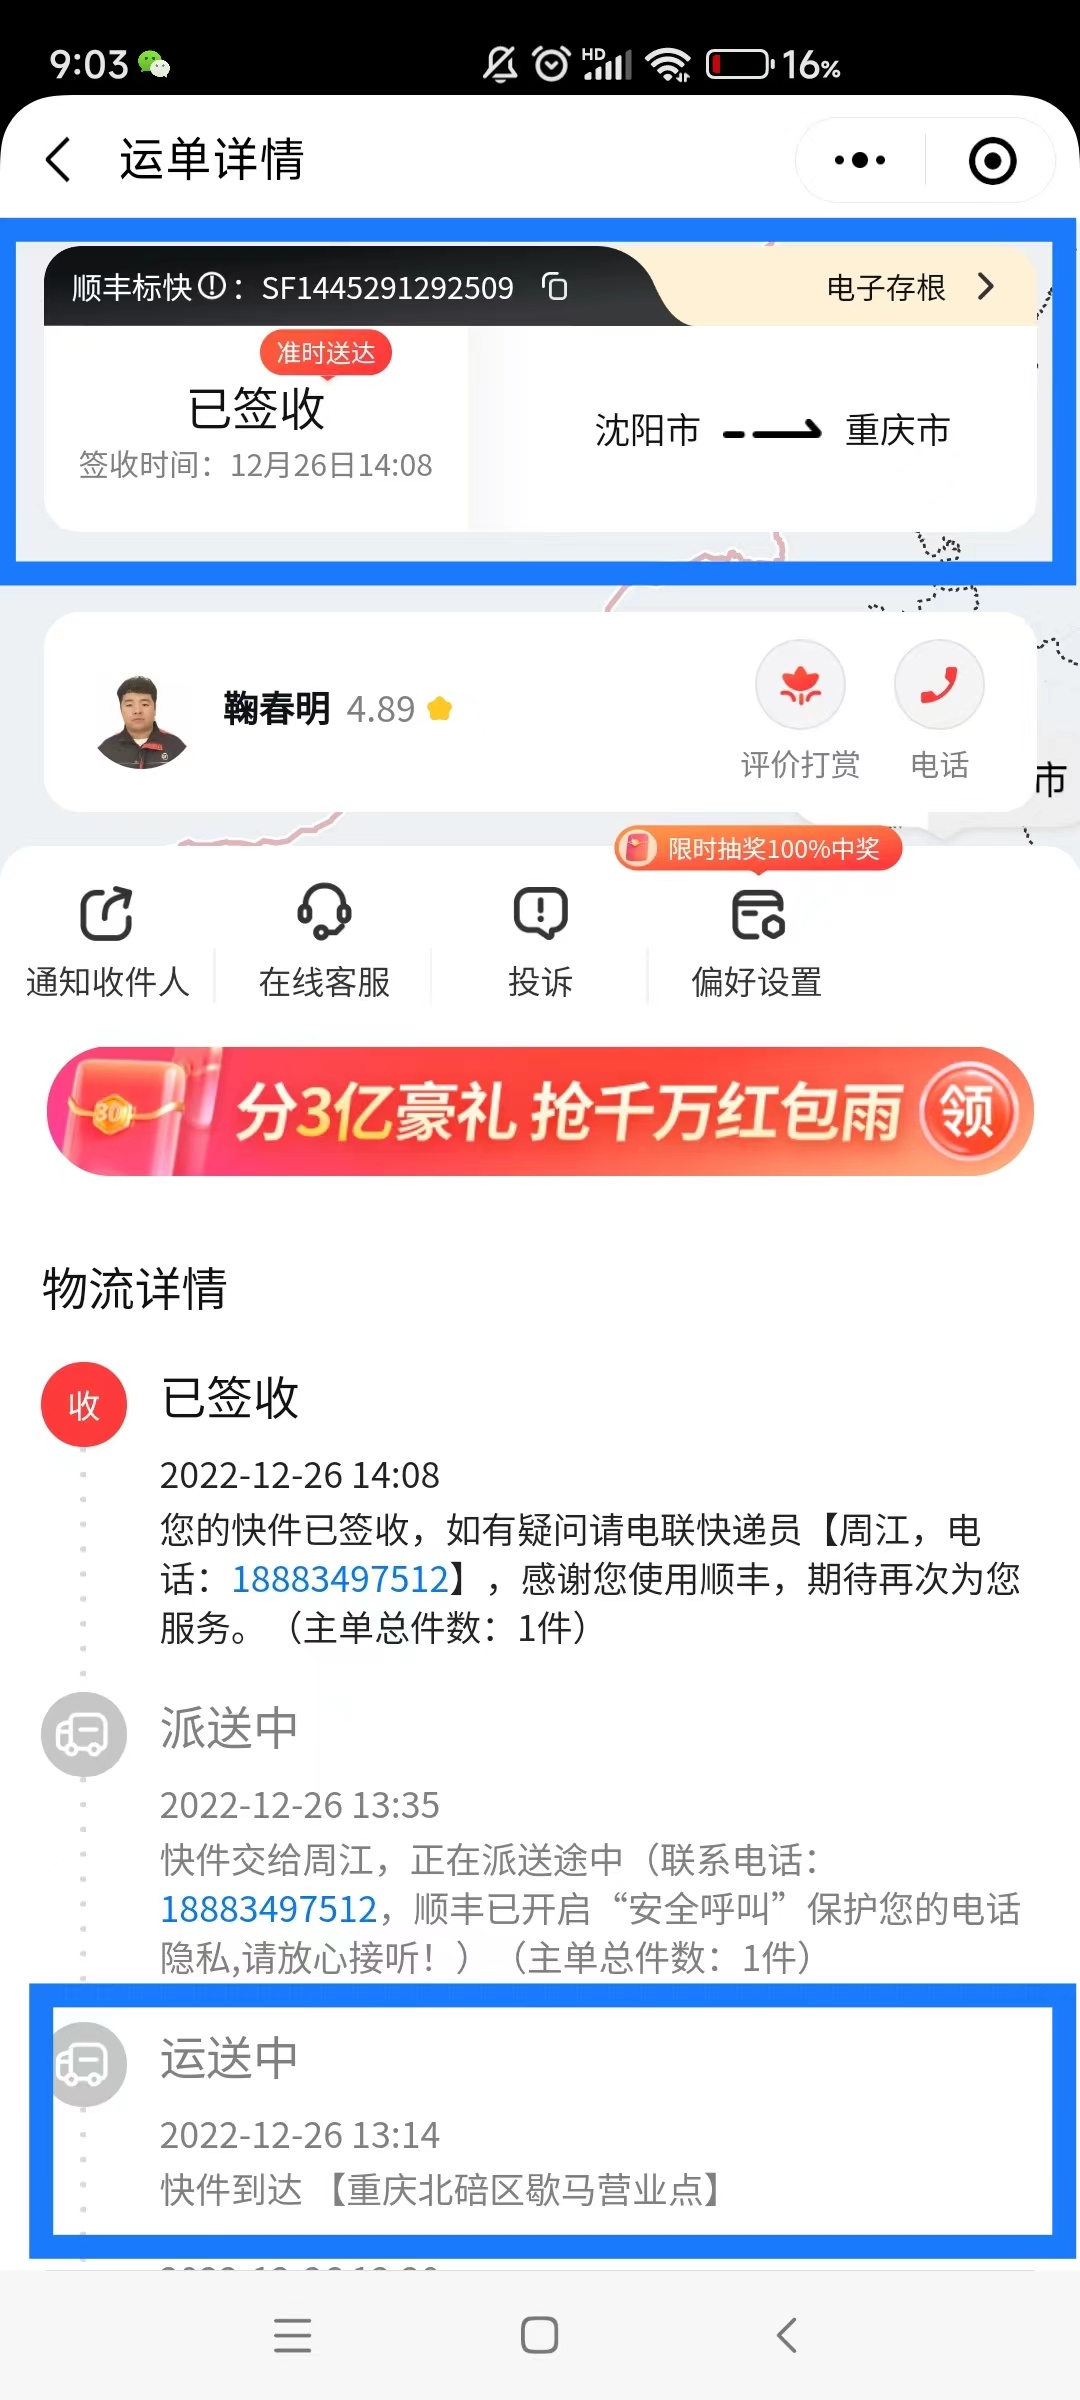 9:03
HD
16%
运单详情
顺丰标快：SF1445291292509
电子存根
准时送达
已签收
签收时间：12月26日14:08
沈阳市
重庆市
鞠春明 4.89
评价打赏
电话
市
限时抽奖100%中奖
通知收件人
在线客服
投诉
偏好设置
分3亿豪礼 抢千万红包雨
领
物流详情
收
已签收
2022-12-26 14:08
您的快件已签收，如有疑问请电联快递员【周江，电
话：18883497512】，感谢您使用顺丰，期待再次为您
服务。（主单总件数：1件）
派送中
2022-12-26 13:35
快件交给周江，正在派送途中（联系电话：
18883497512，顺丰已开启“安全呼叫”保护您的电话
隐私,请放心接听！）（主单总件数：1件）
运送中
2022-12-26 13:14
快件到达 【重庆北碚区歇马营业点】